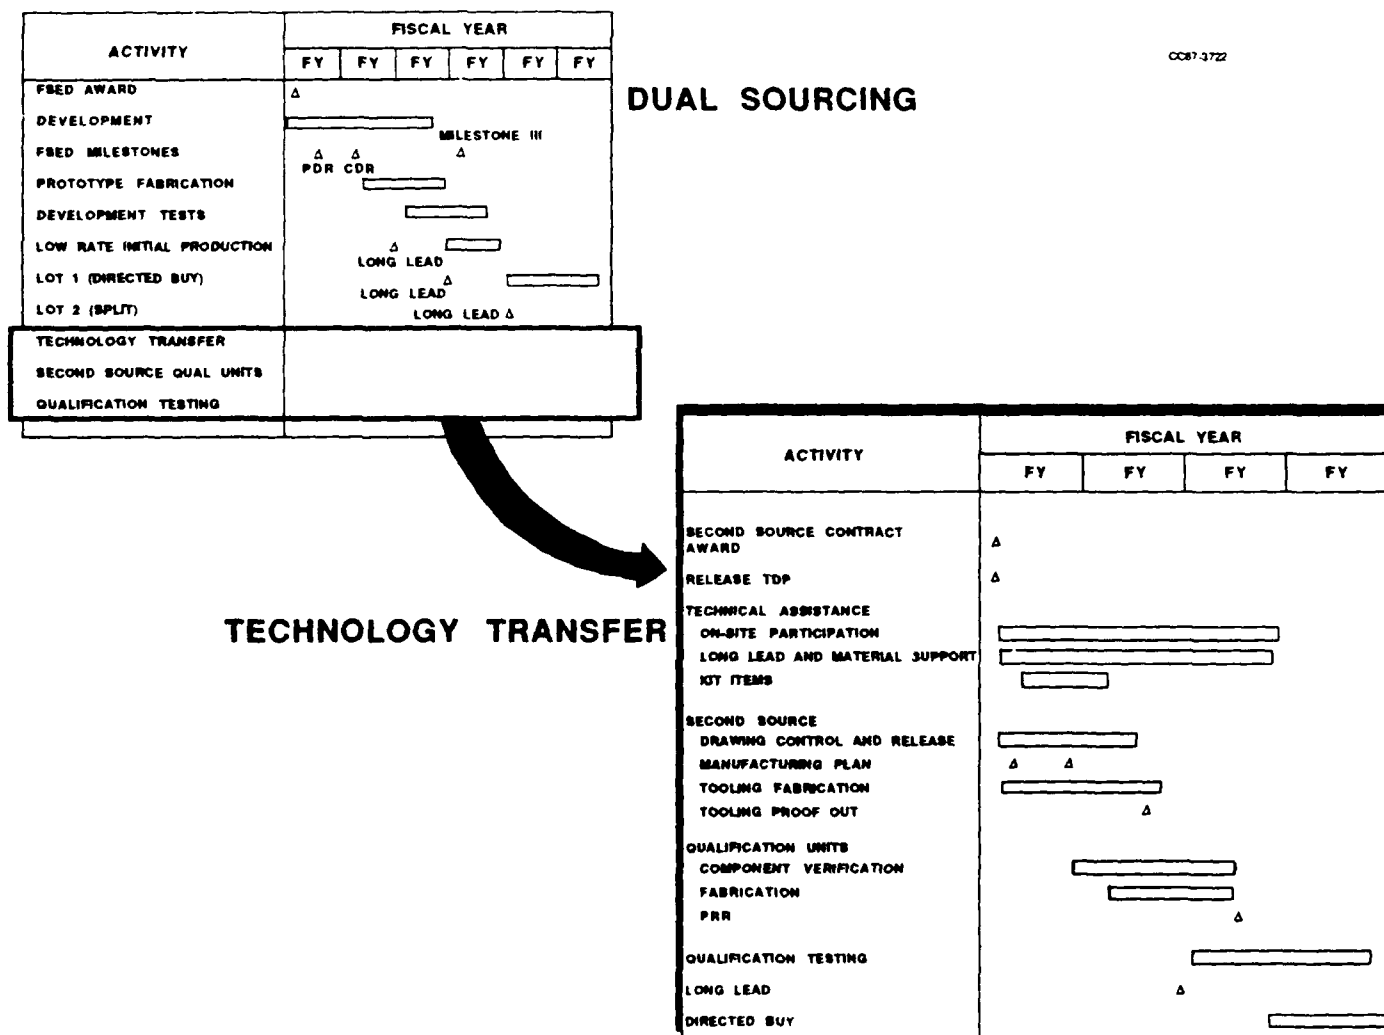 FISCAL YEAR
ACTIVITY
FY FY FY FY FY FY
CC87-3722
DUAL SOURCING
FSED AWARD
DEVELOPMENT
MILESTONE III
FSED MILESTONES
PDR CDR
PROTOTYPE FABRICATION
DEVELOPMENT TESTS
LOW RATE INITIAL PRODUCTION
LONG LEAD
LOT 1 (DIRECTED BUY)
LONG LEAD
LOT 2 (SPLIT)
LONG LEAD
TECHNOLOGY TRANSFER
SECOND SOURCE QUAL UNITS
QUALIFICATION TESTING
TECHNOLOGY TRANSFER
FISCAL YEAR
ACTIVITY
FY FY FY FY
SECOND SOURCE CONTRACT
AWARD
RELEASE TDP
TECHNICAL ASSISTANCE
ON-SITE PARTICIPATION
LONG LEAD AND MATERIAL SUPPORT
KIT ITEMS
SECOND SOURCE
DRAWING CONTROL AND RELEASE
MANUFACTURING PLAN
TOOLING FABRICATION
TOOLING PROOF OUT
QUALIFICATION UNITS
COMPONENT VERIFICATION
FABRICATION
PRR
QUALIFICATION TESTING
LONG LEAD
DIRECTED BUY